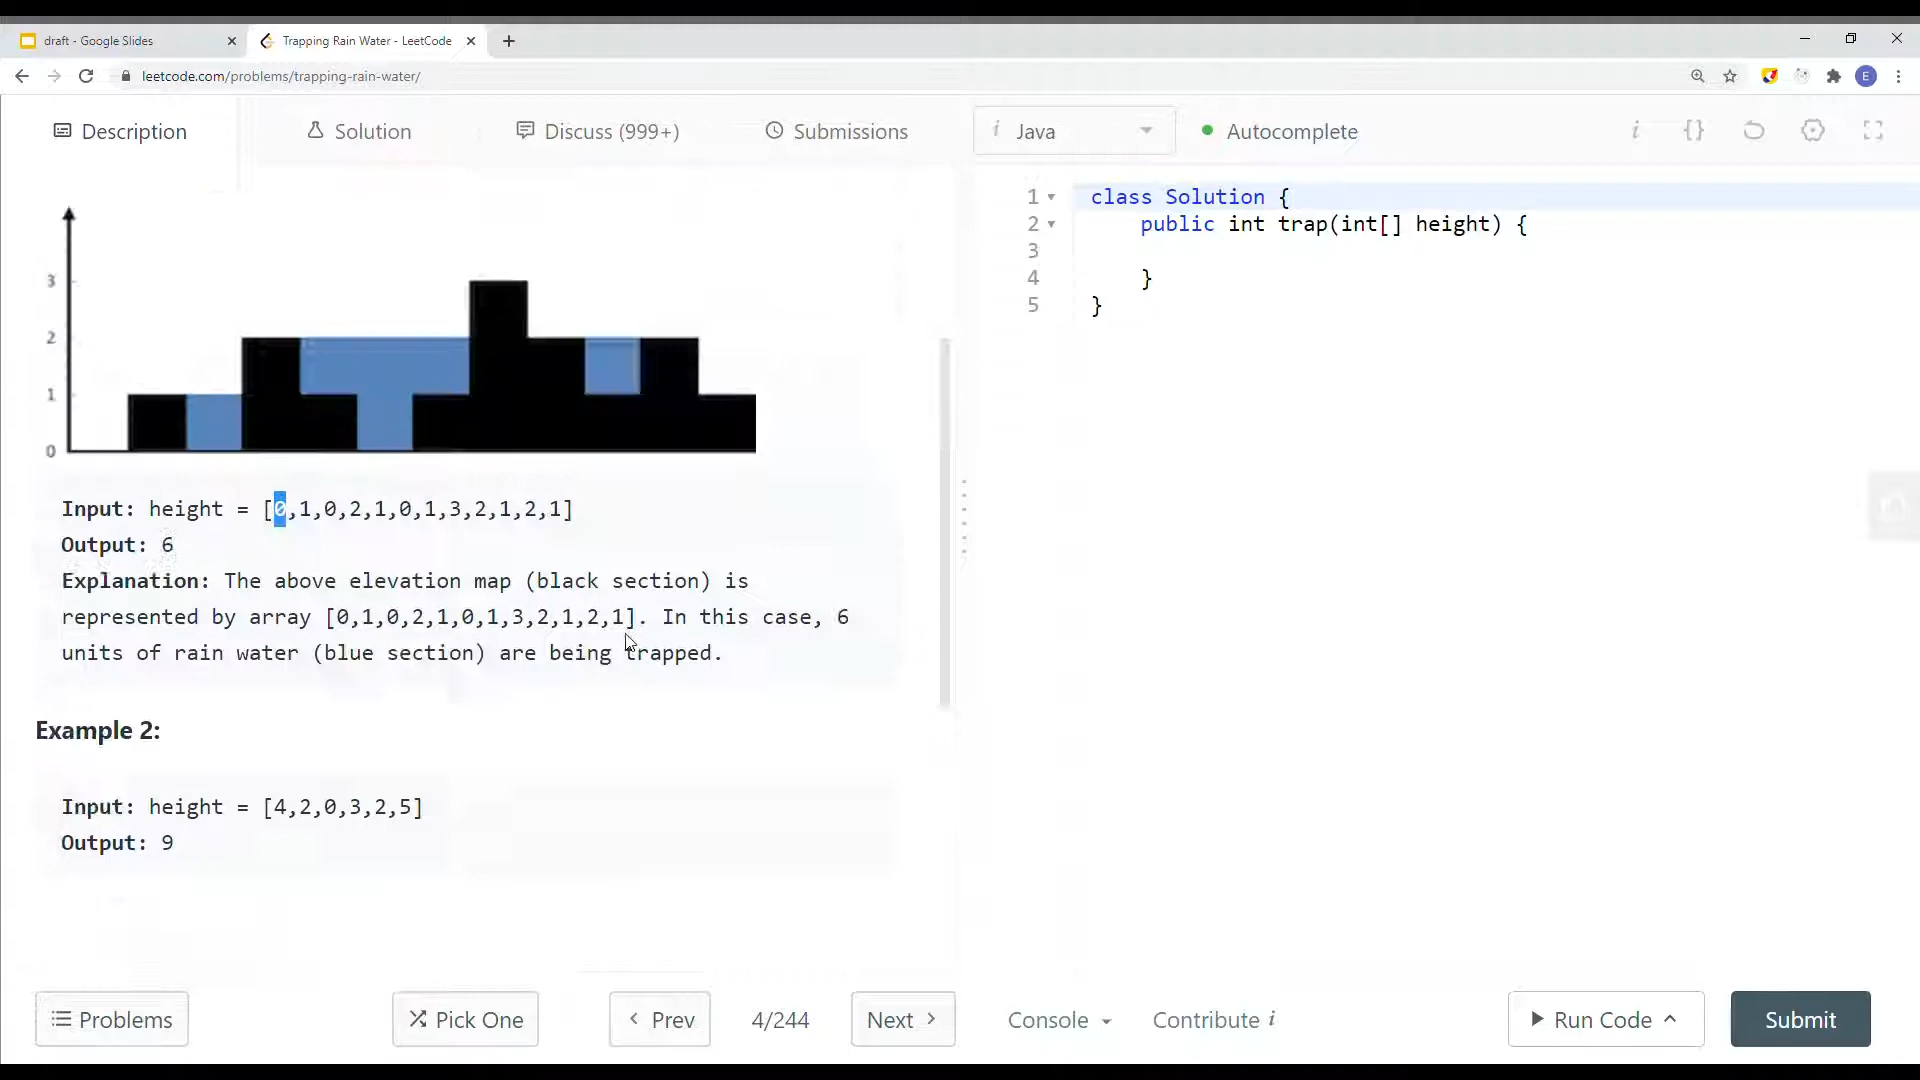 draft - Google Slides
Trapping Rain Water - LeetCode
leetcode.com/problems/trapping-rain-water/
E
Description
Solution
Discuss (999+)
Submissions
i Java
Autocomplete
i {}
3
2
1
0
Input: height = [0,1,0,2,1,0,1,3,2,1,2,1]
Output: 6
Explanation: The above elevation map (black section) is
represented by array [0,1,0,2,1,0,1,3,2,1,2,1]. In this case, 6
units of rain water (blue section) are being trapped.
Example 2:
Input: height = [4,2,0,3,2,5]
Output: 9
1 class Solution {
2 public int trap(int[] height) {
3
4 }
5 }
Problems
Pick One
Prev
4/244
Next
Console
Contribute i
Run Code
Submit